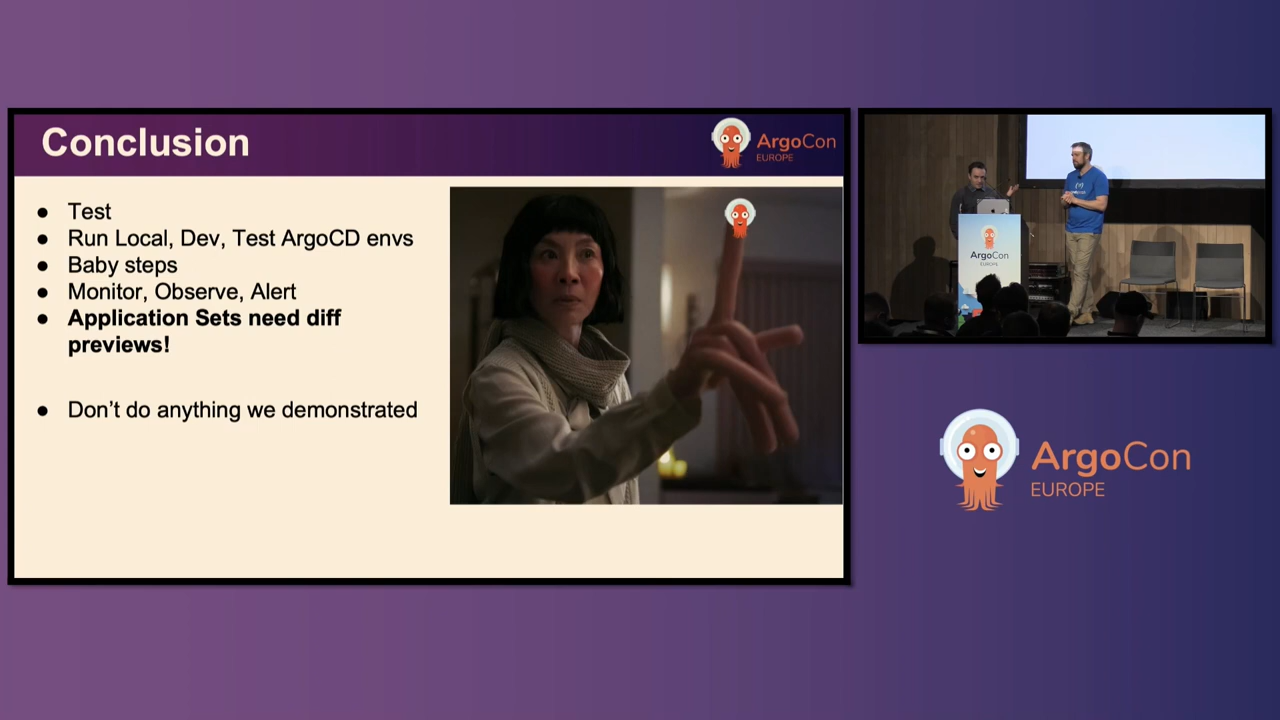 Conclusion
ArgoCon
EUROPE
● Test
● Run Local, Dev, Test ArgoCD envs
● Baby steps
● Monitor, Observe, Alert
● Application Sets need diff
previews!
● Don’t do anything we demonstrated
ArgoCon
EUROPE
ArgoCon
EUROPE